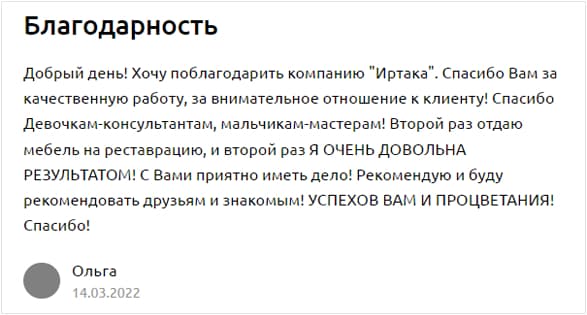 Благодарность
Добрый день! Хочу поблагодарить компанию "Иртака". Спасибо Вам за
качественную работу, за внимательное отношение к клиенту! Спасибо
Девочкам-консультантам, мальчикам-мастерам! Второй раз отдаю
мебель на реставрацию, и второй раз Я ОЧЕНЬ ДОВОЛЬНА
РЕЗУЛЬТАТОМ! С Вами приятно иметь дело! Рекомендую и буду
рекомендовать друзьям и знакомым! УСПЕХОВ ВАМ И ПРОЦВЕТАНИЯ!
Спасибо!
Ольга
14.03.2022